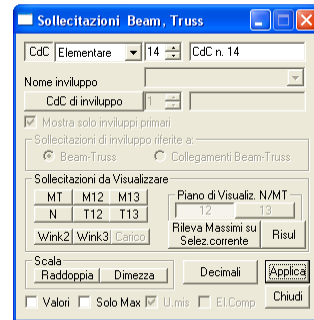 Sollecitazioni Beam, Truss
CdC Elementare 14 CdC n. 14
Nome inviluppo
CdC di inviluppo 1
Mostra solo inviluppi primari
Sollecitazioni di inviluppo riferite a:
Beam-Truss Collegamenti Beam-Truss
Sollecitazioni da Visualizzare
MT M12 M13
N T12 T13
Wink2 Wink3 Carico
Piano di Visualiz. N/MT
12 13
Rileva Massimi su Selez.corrente Risul
Scala
Raddoppia Dimezza
Decimali Applica
Valori Solo Max U.mis El.Comp Chiudi